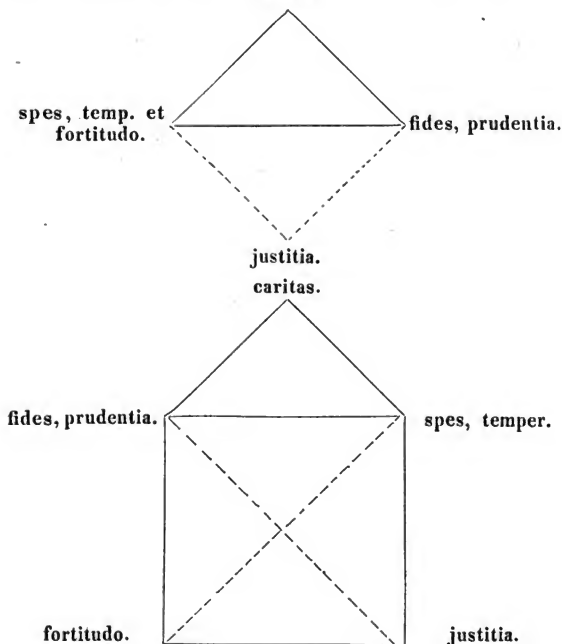 spes, temp. et
fortitudo.
fides, prudentia.
justitia.
caritas.
fides, prudentia.
spes, temper.
fortitudo.
justitia.